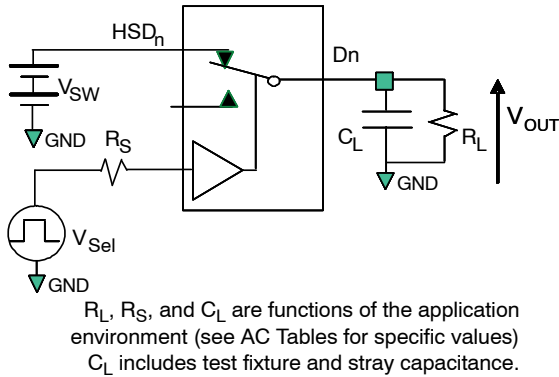 HSDn
Dn
VSW
GND
RS
CL
RL
VOUT
GND
VSel
GND
RL, RS, and CL are functions of the application
environment (see AC Tables for specific values)
CL includes test fixture and stray capacitance.